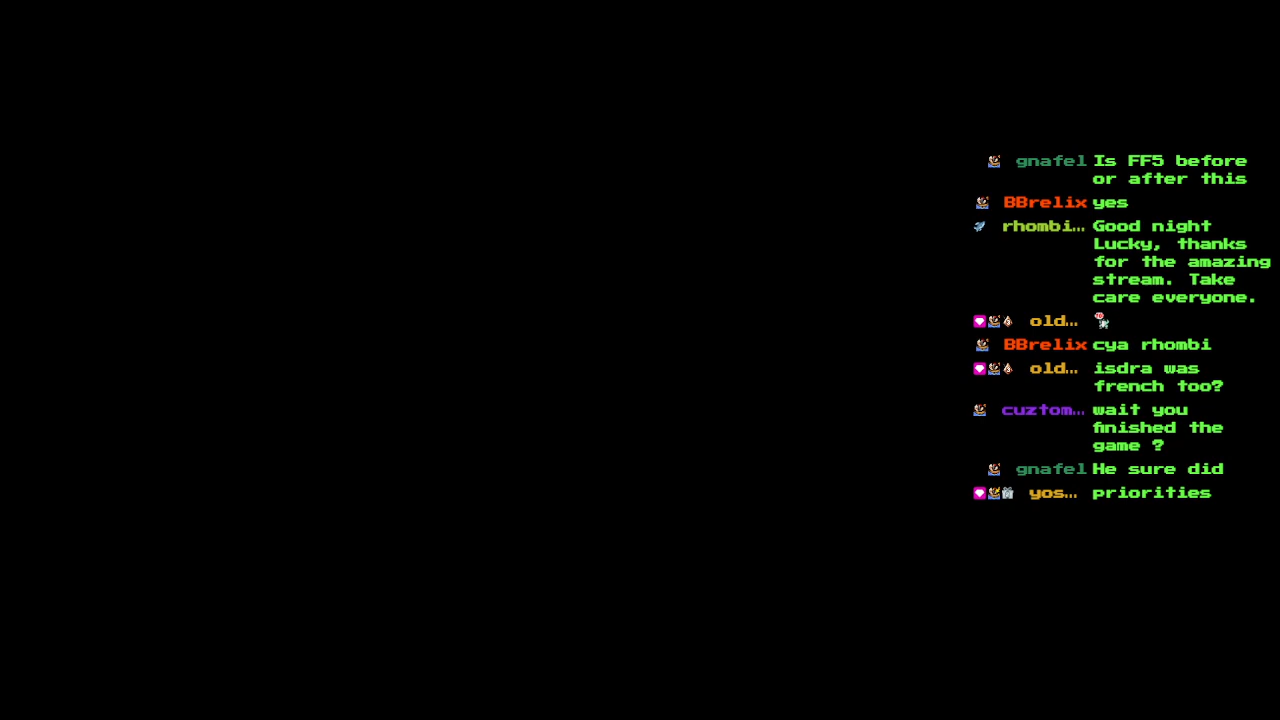 gnafel Is FF5 before
or after this
BBrelix yes
rhombi... Good night
Lucky, thanks
for the amazing
stream. Take
care everyone.
old...
BBrelix cya rhombi
old... isdra was
french too?
cuztom... wait you
finished the
game ?
gnafel He sure did
yos... priorities